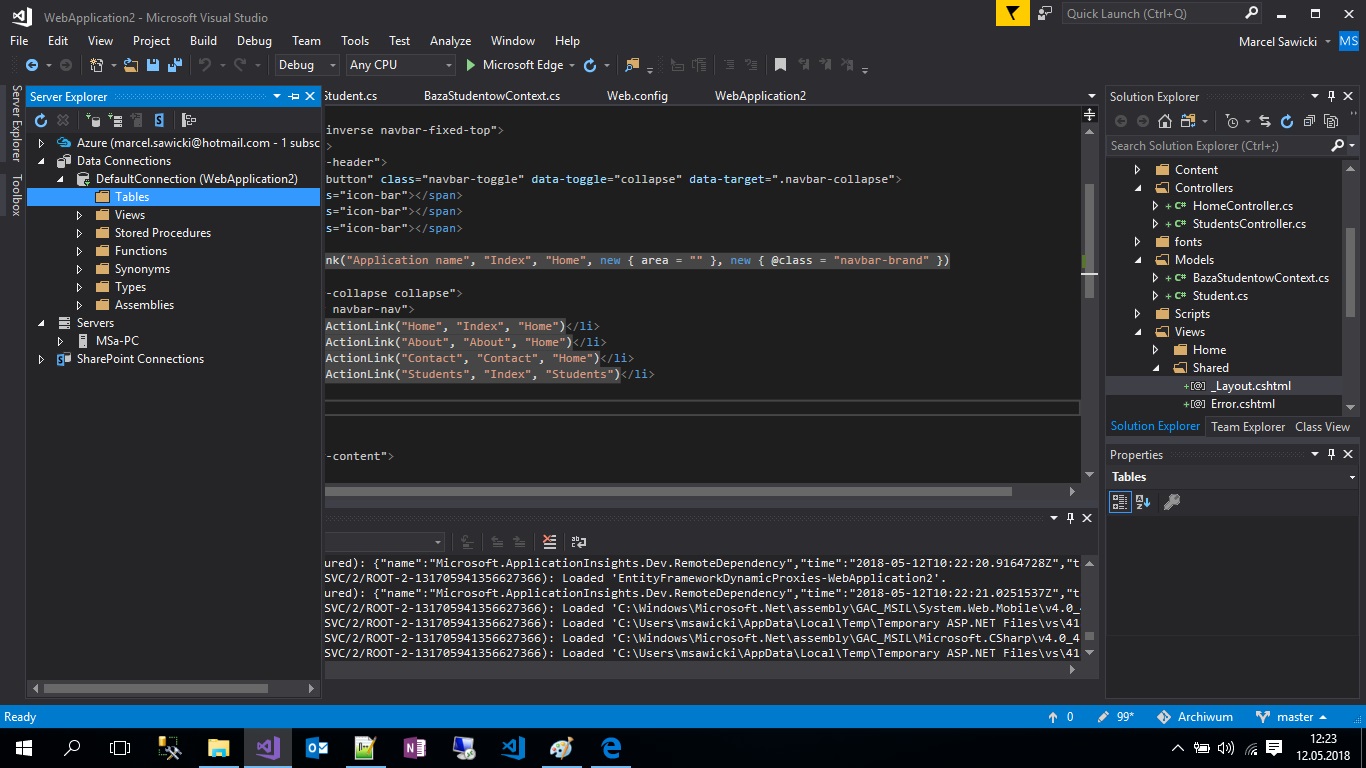 WebApplication2 - Microsoft Visual Studio
Quick Launch (Ctrl+Q)
File Edit View Project Build Debug Team Tools Test Analyze Window Help
Marcel Sawicki MS
Debug Any CPU Microsoft Edge
Server Explorer
Toolbox
Server Explorer
Azure (marcel.sawicki@hotmail.com - 1 subsc
Data Connections
DefaultConnection (WebApplication2)
Tables
Views
Stored Procedures
Functions
Synonyms
Types
Assemblies
Servers
MSa-PC
SharePoint Connections
Student.cs BazaStudentowContext.cs Web.config WebApplication2
inverse navbar-fixed-top">
>
-header">
button" class="navbar-toggle" data-toggle="collapse" data-target=".navbar-collapse">
s="icon-bar"></span>
s="icon-bar"></span>
s="icon-bar"></span>
nk("Application name", "Index", "Home", new { area = "" }, new { @class = "navbar-brand" })
-collapse collapse">
navbar-nav">
ActionLink("Home", "Index", "Home")</li>
ActionLink("About", "About", "Home")</li>
ActionLink("Contact", "Contact", "Home")</li>
ActionLink("Students", "Index", "Students")</li>
-content">
ured): {"name":"Microsoft.ApplicationInsights.Dev.RemoteDependency","time":"2018-05-12T10:22:20.9164728Z","t
SVC/2/ROOT-2-131705941356627366): Loaded 'EntityFrameworkDynamicProxies-WebApplication2'.
ured): {"name":"Microsoft.ApplicationInsights.Dev.RemoteDependency","time":"2018-05-12T10:22:21.0251537Z","t
SVC/2/ROOT-2-131705941356627366): Loaded 'C:\Windows\Microsoft.Net\assembly\GAC_MSIL\System.Web.Mobile\v4.0_4
SVC/2/ROOT-2-131705941356627366): Loaded 'C:\Users\msawicki\AppData\Local\Temp\Temporary ASP.NET Files\vs\41
SVC/2/ROOT-2-131705941356627366): Loaded 'C:\Windows\Microsoft.Net\assembly\GAC_MSIL\Microsoft.CSharp\v4.0_4
SVC/2/ROOT-2-131705941356627366): Loaded 'C:\Users\msawicki\AppData\Local\Temp\Temporary ASP.NET Files\vs\41
Solution Explorer
Search Solution Explorer (Ctrl+;)
Content
Controllers
+ C# HomeController.cs
+ C# StudentsController.cs
fonts
Models
+ C# BazaStudentowContext.cs
+ C# Student.cs
Scripts
Views
Home
Shared
+[@] _Layout.cshtml
+[@] Error.cshtml
Solution Explorer Team Explorer Class View
Properties
Tables
Ready
0 99* Archiwum master
12:23
12.05.2018